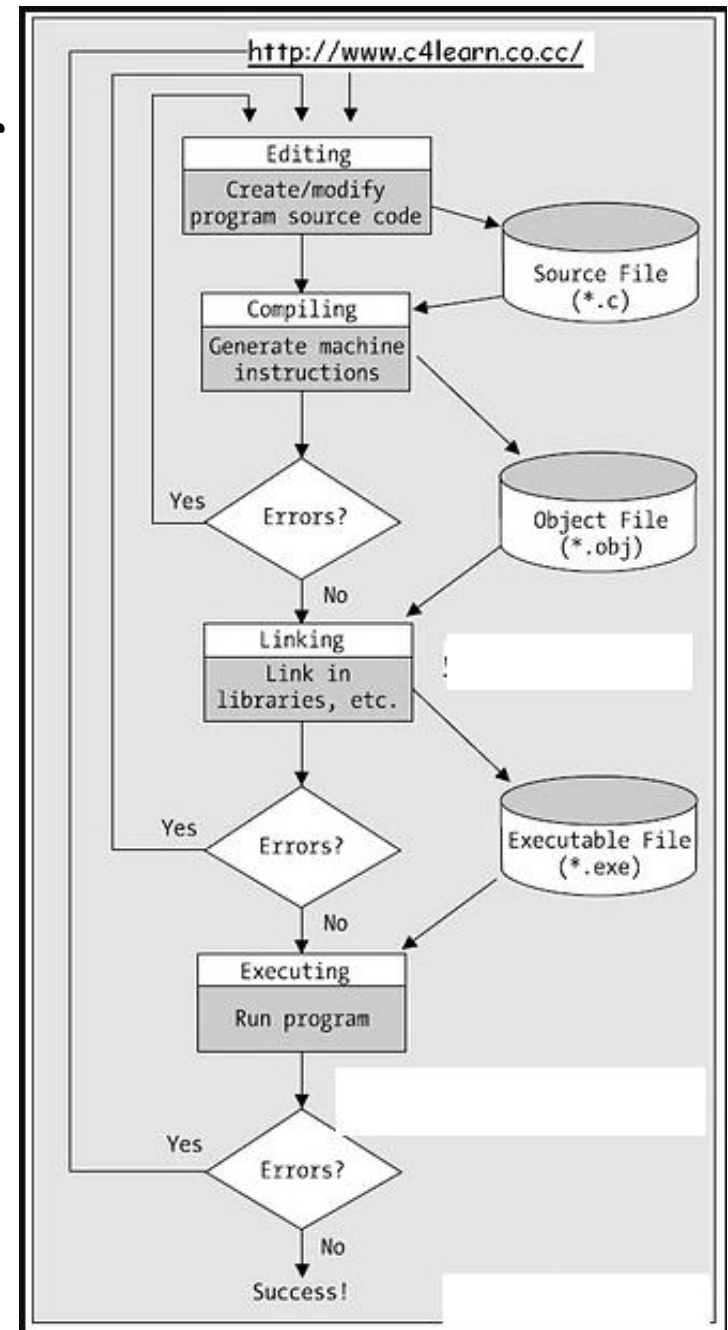 http://www.c4learn.co.cc/
Editing
Create/modify
program source code
Source File
(*.c)
Compiling
Generate machine
instructions
Yes
Errors?
Object File
(*.obj)
No
Linking
Link in
libraries, etc.
Yes
Errors?
Executable File
(*.exe)
No
Executing
Run program
Yes
Errors?
No
Success!